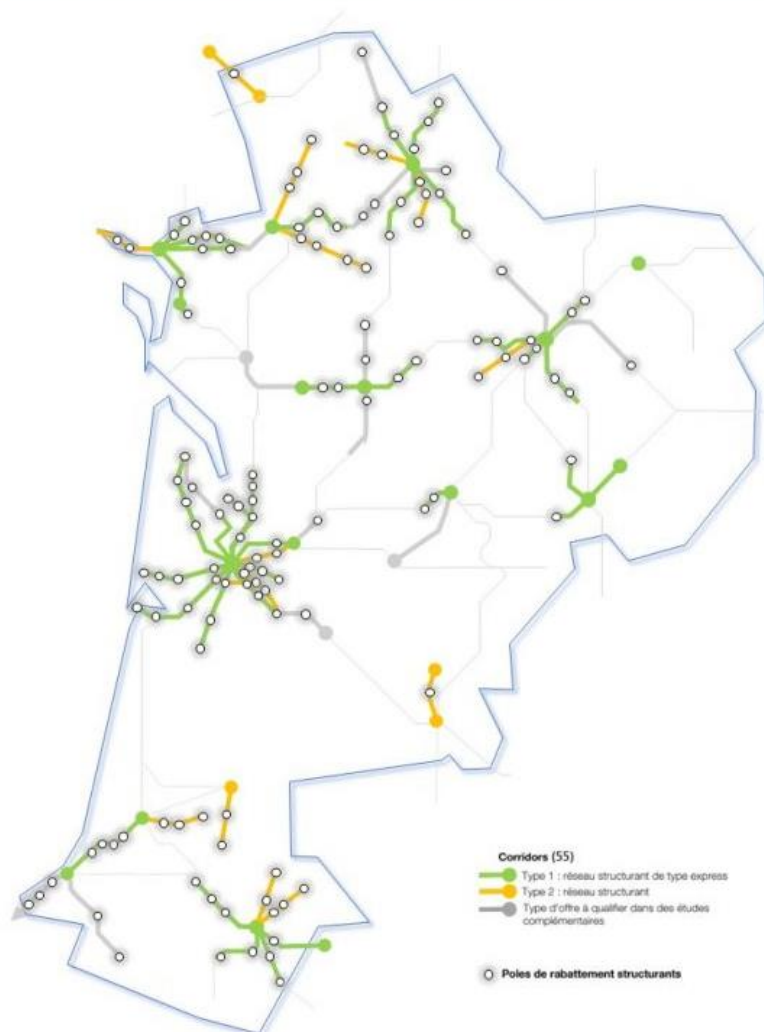 Corridors (55)
Type 1 : réseau structurant de type express
Type 2 : réseau structurant
Type d'offre à qualifier dans des études
complémentaires
Poles de rabattement structurants